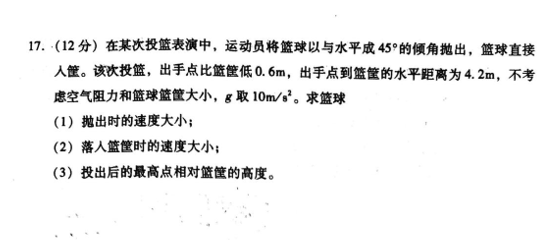 17.(12分)在某次投篮表演中，运动员将篮球以与水平成45°的倾角抛出，篮球直接
入筐。该次投篮，出手点比篮筐低0.6m，出手点到篮筐的水平距离为4.2m，不考
虑空气阻力和篮球篮筐大小，g取10m/s²。求篮球
(1) 抛出时的速度大小；
(2) 落入篮筐时的速度大小；
(3) 投出后的最高点相对篮筐的高度。